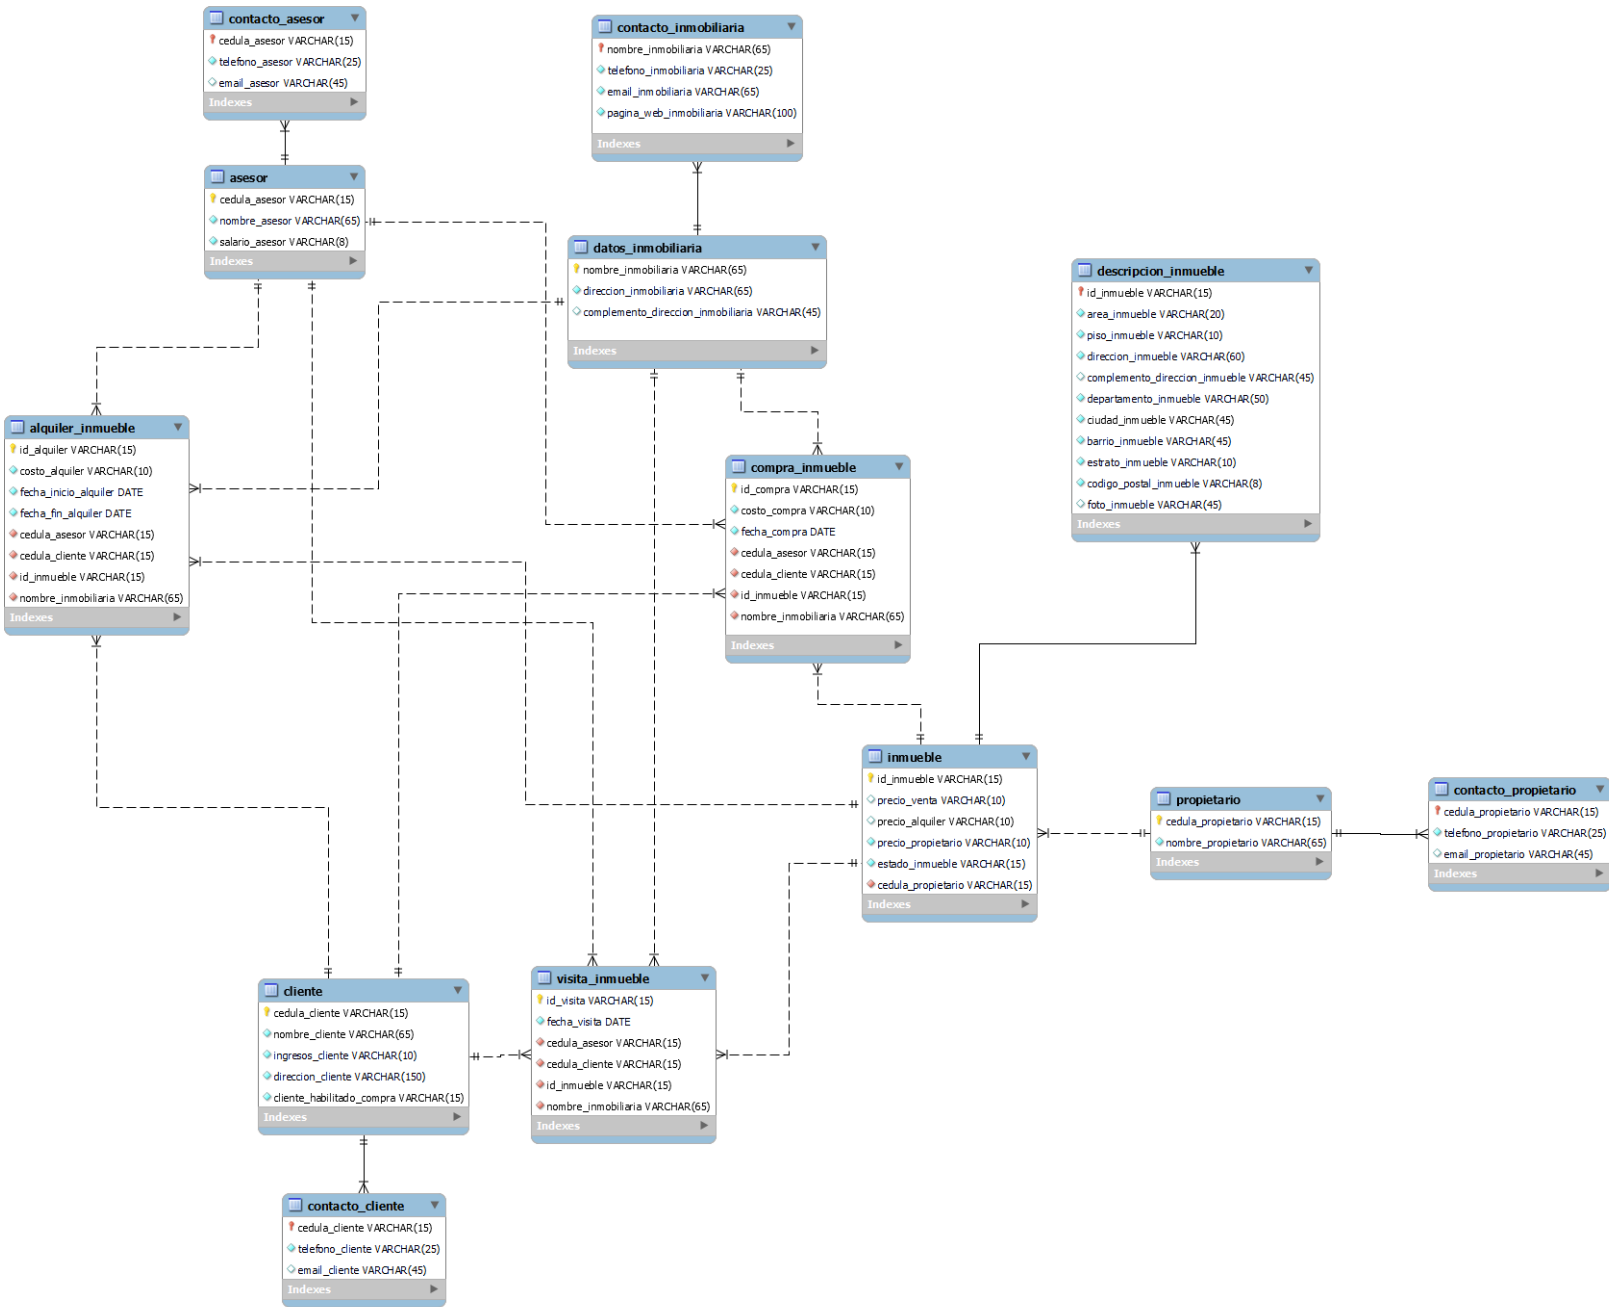 contacto_asesor
cedula_asesor VARCHAR(15)
telefono_asesor VARCHAR(25)
email_asesor VARCHAR(45)
Indexes
contacto_inmobiliaria
nombre_inmobiliaria VARCHAR(65)
telefono_inmobiliaria VARCHAR(25)
email_inmobiliaria VARCHAR(65)
pagina_web_inmobiliaria VARCHAR(100)
Indexes
asesor
cedula_asesor VARCHAR(15)
nombre_asesor VARCHAR(65)
salario_asesor VARCHAR(8)
Indexes
datos_inmobiliaria
nombre_inmobiliaria VARCHAR(65)
direccion_inmobiliaria VARCHAR(65)
complemento_direccion_inmobiliaria VARCHAR(45)
Indexes
descripcion_inmueble
id_inmueble VARCHAR(15)
area_inmueble VARCHAR(20)
piso_inmueble VARCHAR(10)
direccion_inmueble VARCHAR(60)
complemento_direccion_inmueble VARCHAR(45)
departamento_inmueble VARCHAR(50)
ciudad_inmueble VARCHAR(45)
barrio_inmueble VARCHAR(45)
estrato_inmueble VARCHAR(10)
codigo_postal_inmueble VARCHAR(8)
foto_inmueble VARCHAR(45)
Indexes
alquiler_inmueble
id_alquiler VARCHAR(15)
costo_alquiler VARCHAR(10)
fecha_inicio_alquiler DATE
fecha_fin_alquiler DATE
cedula_asesor VARCHAR(15)
cedula_cliente VARCHAR(15)
id_inmueble VARCHAR(15)
nombre_inmobiliaria VARCHAR(65)
Indexes
compra_inmueble
id_compra VARCHAR(15)
costo_compra VARCHAR(10)
fecha_compra DATE
cedula_asesor VARCHAR(15)
cedula_cliente VARCHAR(15)
id_inmueble VARCHAR(15)
nombre_inmobiliaria VARCHAR(65)
Indexes
inmueble
id_inmueble VARCHAR(15)
precio_venta VARCHAR(10)
precio_alquiler VARCHAR(10)
precio_propietario VARCHAR(10)
estado_inmueble VARCHAR(15)
cedula_propietario VARCHAR(15)
Indexes
propietario
cedula_propietario VARCHAR(15)
nombre_propietario VARCHAR(65)
Indexes
contacto_propietario
cedula_propietario VARCHAR(15)
telefono_propietario VARCHAR(25)
email_propietario VARCHAR(45)
Indexes
cliente
cedula_cliente VARCHAR(15)
nombre_cliente VARCHAR(65)
ingresos_cliente VARCHAR(10)
direccion_cliente VARCHAR(150)
cliente_habilitado_compra VARCHAR(15)
Indexes
visita_inmueble
id_visita VARCHAR(15)
fecha_visita DATE
cedula_asesor VARCHAR(15)
cedula_cliente VARCHAR(15)
id_inmueble VARCHAR(15)
nombre_inmobiliaria VARCHAR(65)
Indexes
contacto_cliente
cedula_cliente VARCHAR(15)
telefono_cliente VARCHAR(25)
email_cliente VARCHAR(45)
Indexes